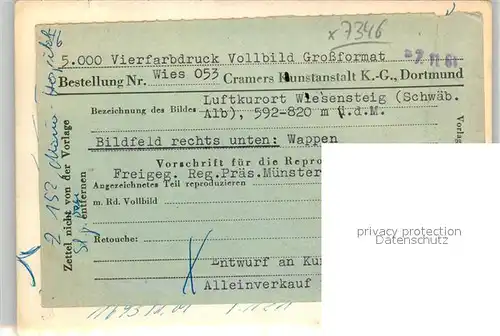 x7346
5.000 Vierfarbdruck Vollbild Großformat
Bestellung Nr. Wies 053 Cramers Kunstanstalt K.-G., Dortmund
Bezeichnung des Bildes Luftkurort Wiesensteig (Schwäb.
Alb), 592-820 m ü.d.M.
Bildfeld rechts unten: Wappen
Vorschrift für die Repro
Freigeg. Reg.Präs.Münster
Angezeichnetes Teil reproduzieren
m. Rd. Vollbild
Retouche:
Entwurf an Ku
Alleinverkauf
Zettel nicht von der Vorlage
entfernen
Vorla
privacy protection
Datenschutz